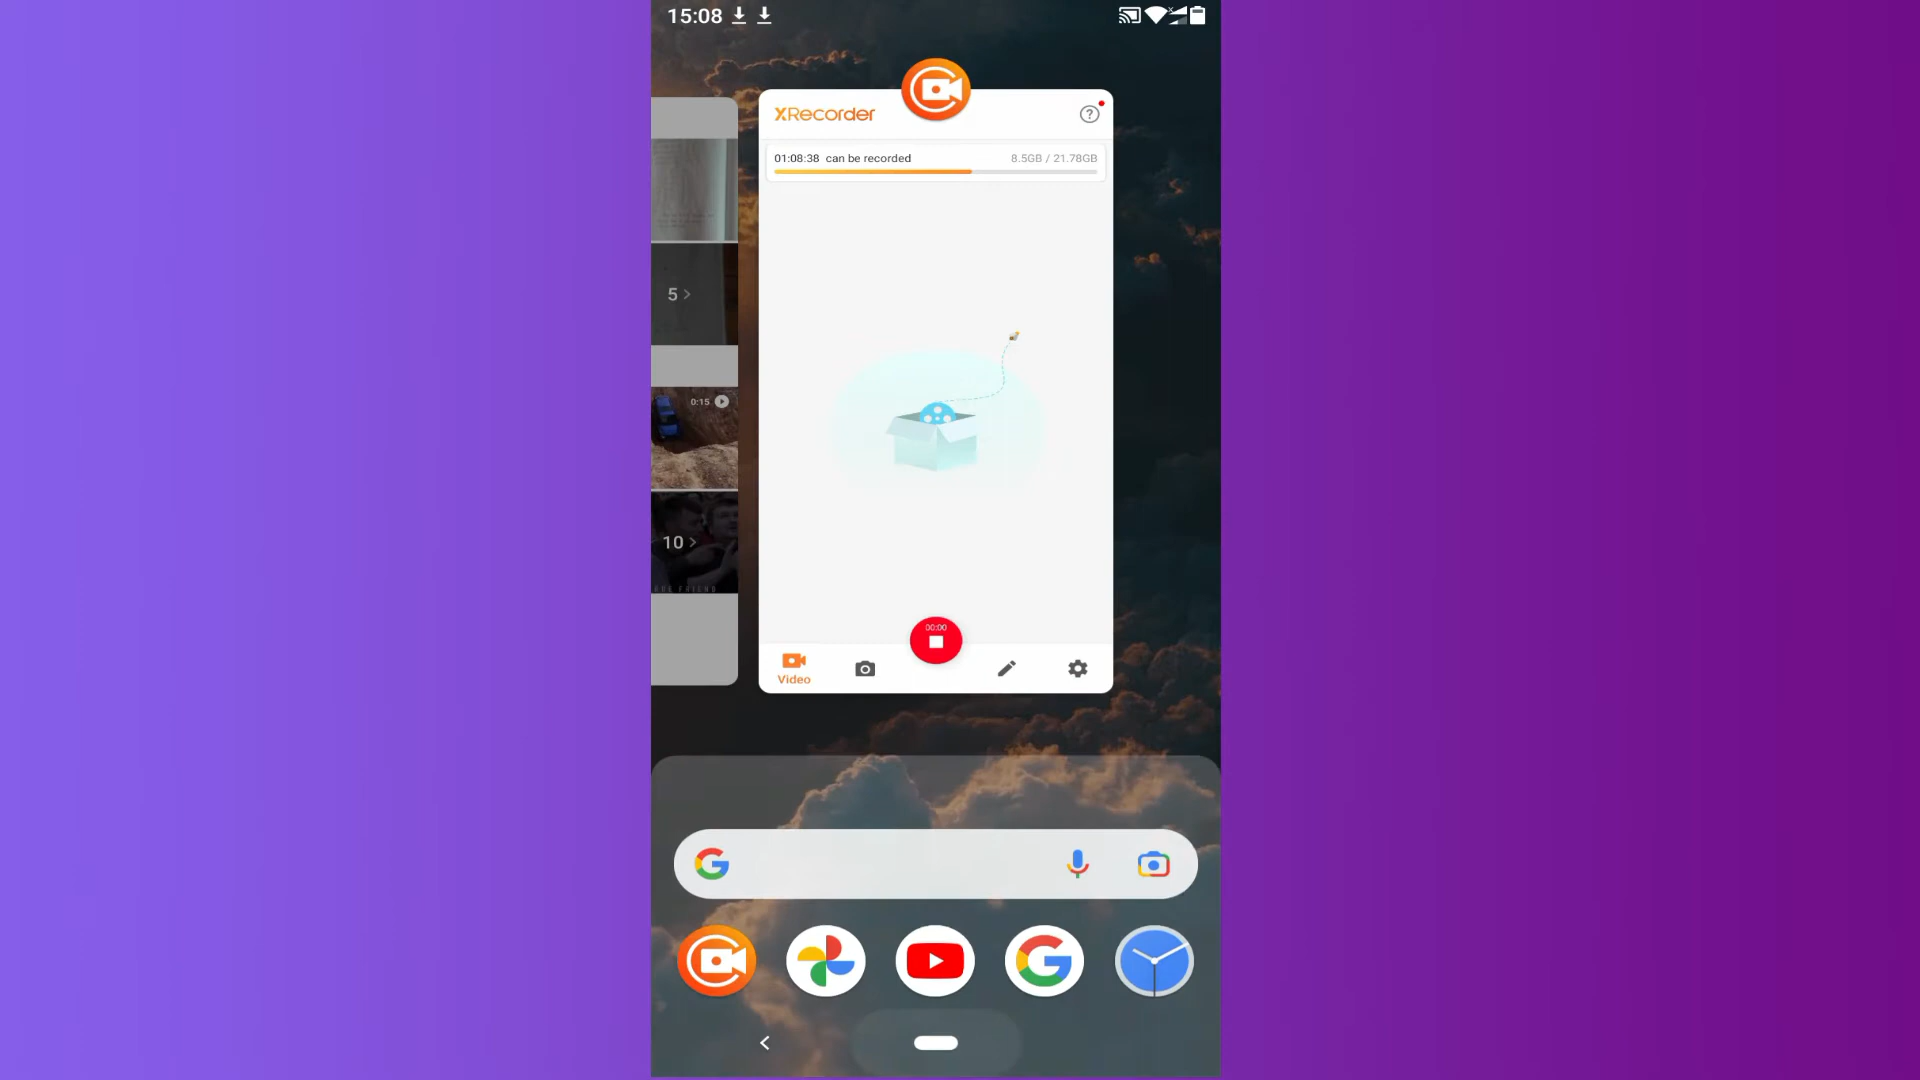 15:08
XRecorder
01:08:38 can be recorded
8.5GB / 21.78GB
5 >
0:15
10 >
00:00
Video